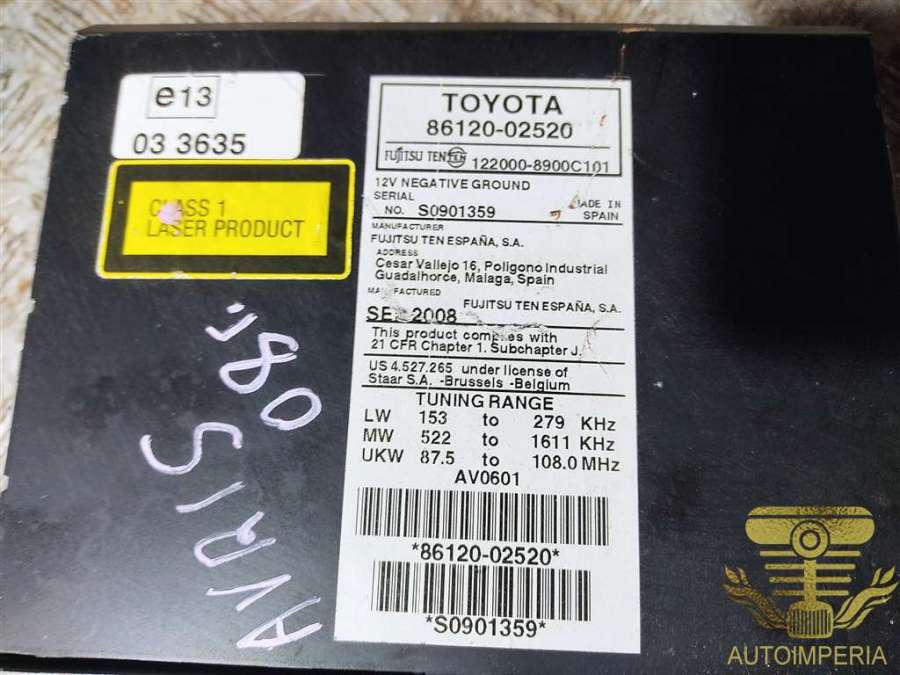 e13
03 3635
CLASS 1
LASER PRODUCT
TOYOTA
86120-02520
FUJITSU TEN TEN 122000-8900C101
12V NEGATIVE GROUND
SERIAL
NO. S0901359
MADE IN
SPAIN
MANUFACTURER
FUJITSU TEN ESPAÑA, S.A.
ADDRESS
Cesar Vallejo 16, Poligono Industrial
Guadalhorce, Malaga, Spain
MANUFACTURED
FUJITSU TEN ESPAÑA, S.A.
2008
This product complies with
21 CFR Chapter 1. Subchapter J.
US 4.527.265 under license of
Staar S.A. -Brussels -Belgium
TUNING RANGE
LW 153 to 279 KHz
MW 522 to 1611 KHz
UKW 87.5 to 108.0 MHz
AV0601
*86120-02520*
*S0901359*
AVRIS
08г.
AUTOIMPERIA